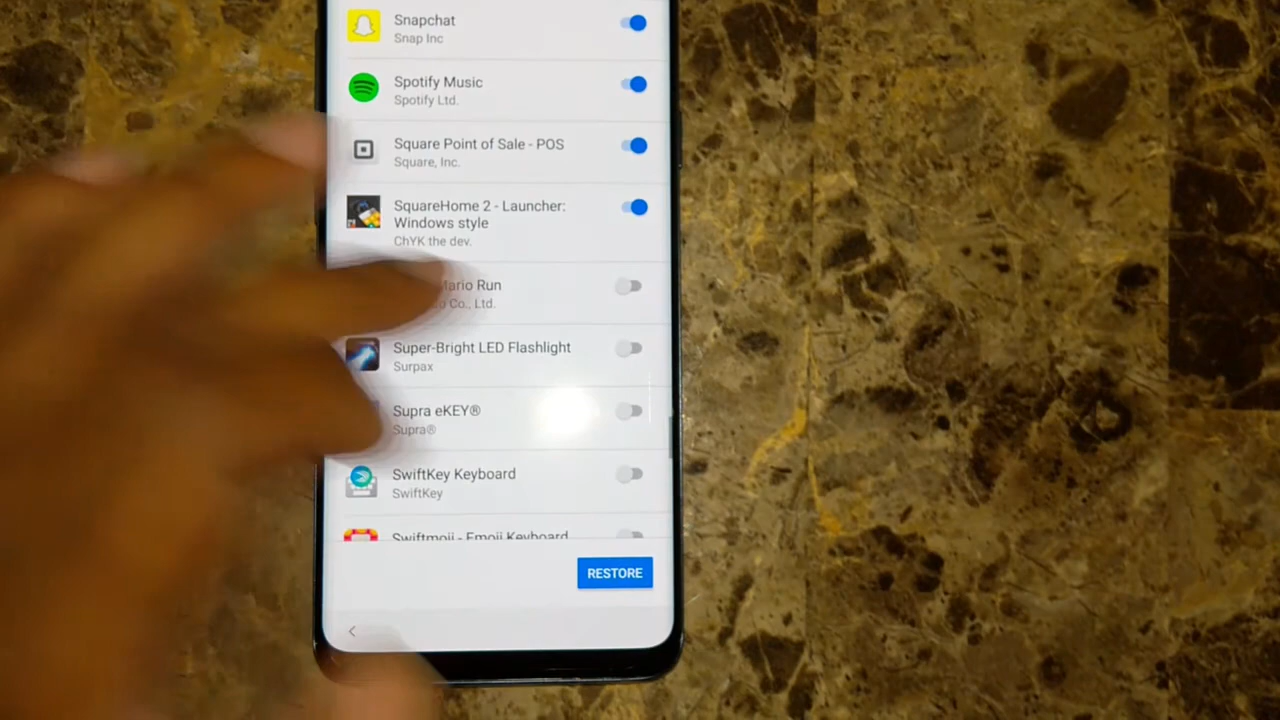 Snapchat
Snap Inc
Spotify Music
Spotify Ltd.
Square Point of Sale - POS
Square, Inc.
SquareHome 2 - Launcher:
Windows style
ChYK the dev.
Mario Run
Co., Ltd.
Super-Bright LED Flashlight
Surpax
Supra eKEY®
Supra®
SwiftKey Keyboard
SwiftKey
Swiftmoji - Emoji Keyboard
RESTORE